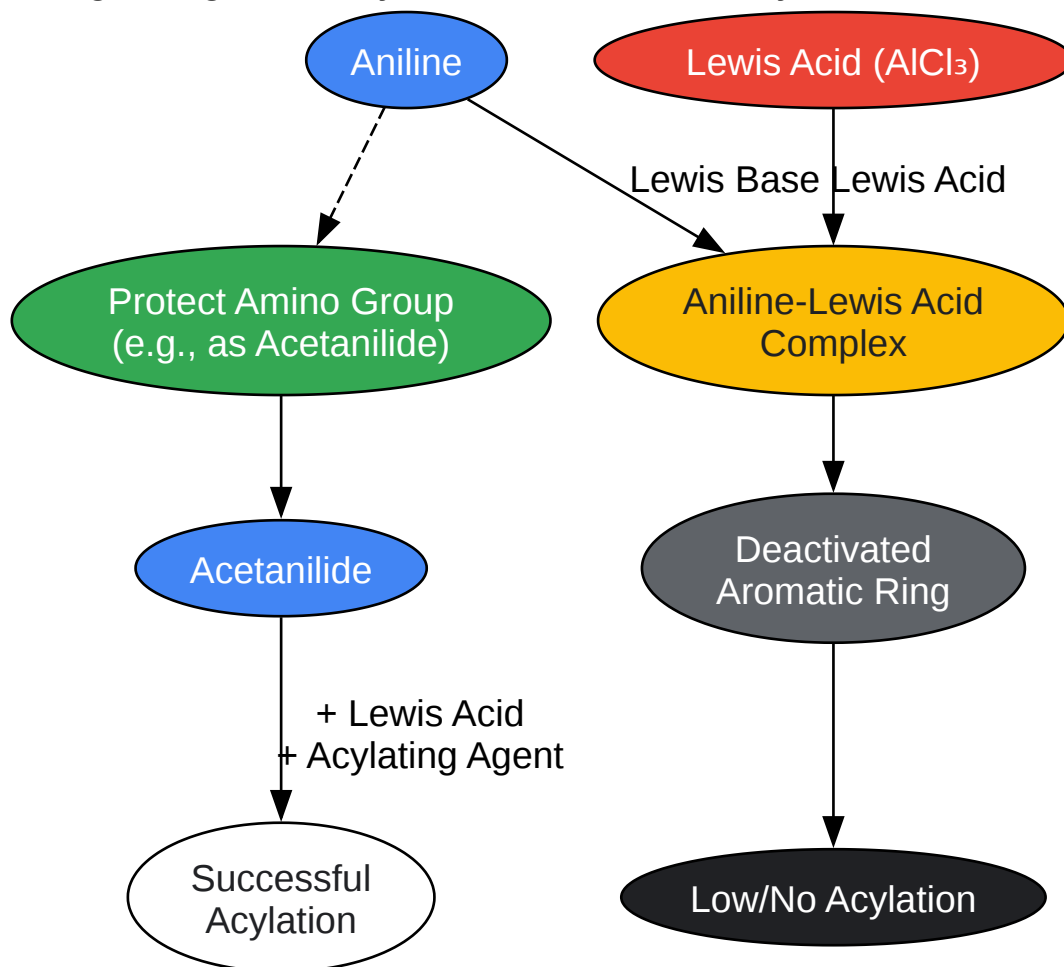 Aniline
Lewis Acid (AlCl₃)
Lewis Base
Lewis Acid
Protect Amino Group
(e.g., as Acetanilide)
Aniline-Lewis Acid
Complex
Acetanilide
Deactivated
Aromatic Ring
+ Lewis Acid
+ Acylating Agent
Successful
Acylation
Low/No Acylation